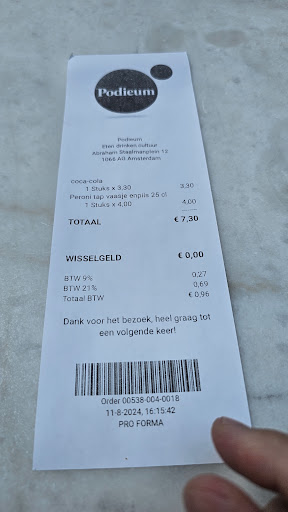 Podieum
Podieum
Eten drinken cultuur
Abraham Staalmanplein 12
1065 AG Amsterdam
coca-cola
1 Stuks x 3,30 3,30
Peroni tap vaasje enpils 25 cl
1 Stuks x 4,00 4,00
TOTAAL € 7,30
WISSELGELD € 0,00
BTW 9% 0,27
BTW 21% 0,69
Totaal BTW € 0,96
Dank voor het bezoek, heel graag tot
een volgende keer!
Order 00538-004-0018
11-8-2024, 16:15:42
PRO FORMA